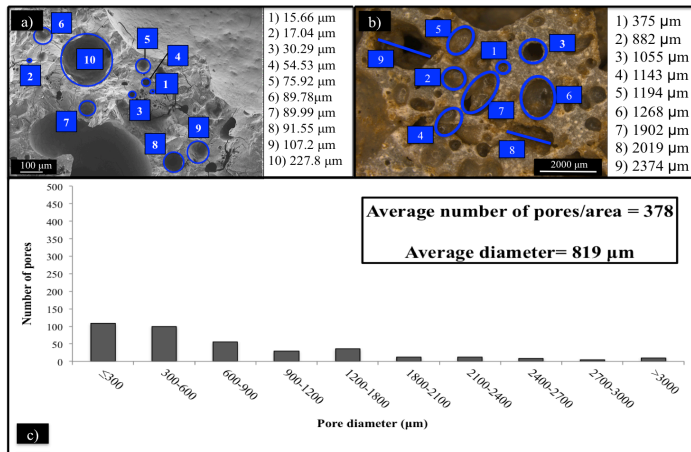 a)
6
5
4
10
2
1
3
7
9
8
100 µm
1) 15.66 µm
2) 17.04 µm
3) 30.29 µm
4) 54.53 µm
5) 75.92 µm
6) 89.78µm
7) 89.99 µm
8) 91.55 µm
9) 107.2 µm
10) 227.8 µm
b)
5
1
3
9
2
6
7
4
8
2000 µm
1) 375 µm
2) 882 µm
3) 1055 µm
4) 1143 µm
5) 1194 µm
6) 1268 µm
7) 1902 µm
8) 2019 µm
9) 2374 µm
Average number of pores/area = 378
Average diameter= 819 µm
Number of pores
500
450
400
350
300
250
200
150
100
50
0
≤300
300-600
600-900
900-1200
1200-1800
1800-2100
2100-2400
2400-2700
2700-3000
>3000
Pore diameter (µm)
c)